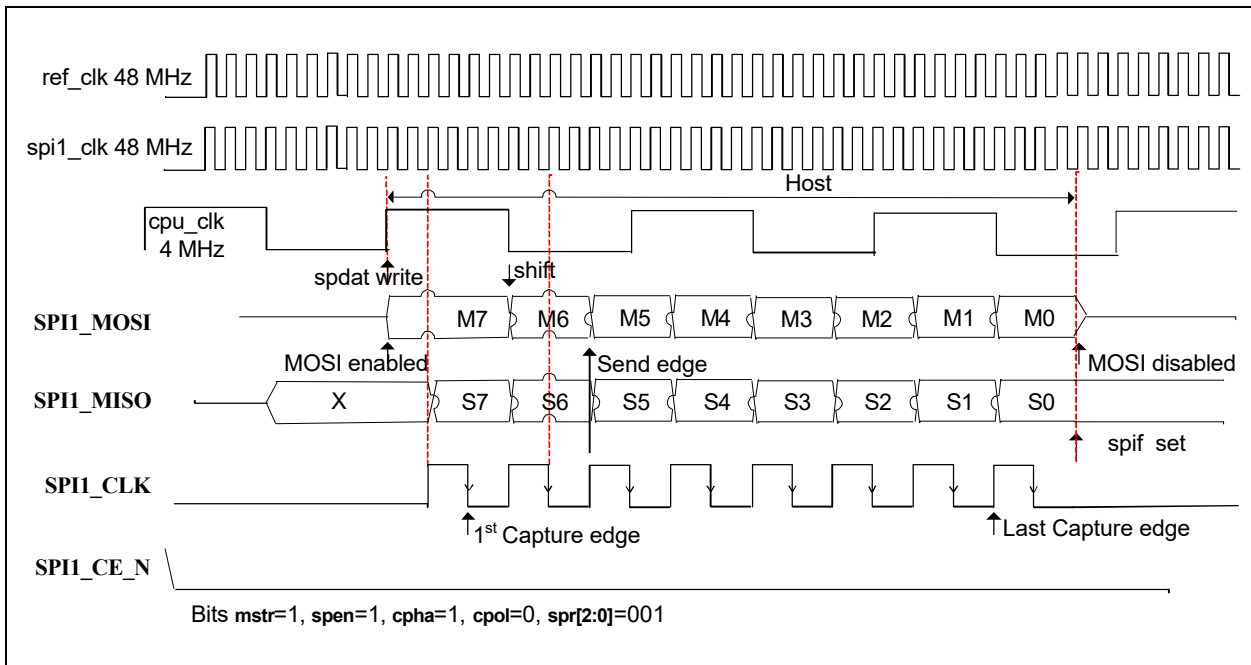 ref_clk 48 MHz
spi1_clk 48 MHz
Host
cpu_clk
4 MHz
spdat write
shift
SPI1_MOSI
M7 M6 M5 M4 M3 M2 M1 M0
MOSI enabled
Send edge
MOSI disabled
SPI1_MISO
X S7 S6 S5 S4 S3 S2 S1 S0
spif set
SPI1_CLK
1st Capture edge
Last Capture edge
SPI1_CE_N
Bits mstr=1, spen=1, cpha=1, cpol=0, spr[2:0]=001